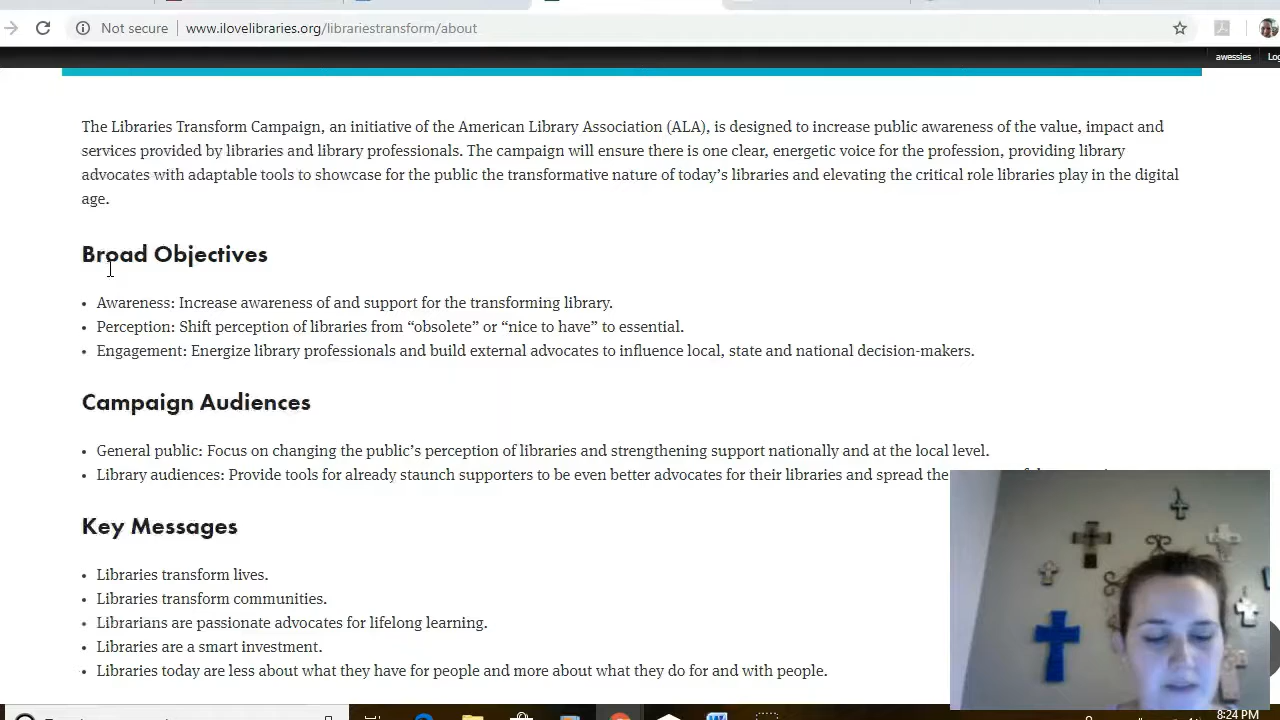 Not secure
www.ilovelibraries.org/librariestransform/about
awessies
The Libraries Transform Campaign, an initiative of the American Library Association (ALA), is designed to increase public awareness of the value, impact and
services provided by libraries and library professionals. The campaign will ensure there is one clear, energetic voice for the profession, providing library
advocates with adaptable tools to showcase for the public the transformative nature of today’s libraries and elevating the critical role libraries play in the digital
age.
Broad Objectives
• Awareness: Increase awareness of and support for the transforming library.
• Perception: Shift perception of libraries from “obsolete” or “nice to have” to essential.
• Engagement: Energize library professionals and build external advocates to influence local, state and national decision-makers.
Campaign Audiences
• General public: Focus on changing the public’s perception of libraries and strengthening support nationally and at the local level.
• Library audiences: Provide tools for already staunch supporters to be even better advocates for their libraries and spread the
Key Messages
• Libraries transform lives.
• Libraries transform communities.
• Librarians are passionate advocates for lifelong learning.
• Libraries are a smart investment.
• Libraries today are less about what they have for people and more about what they do for and with people.
8:24 PM